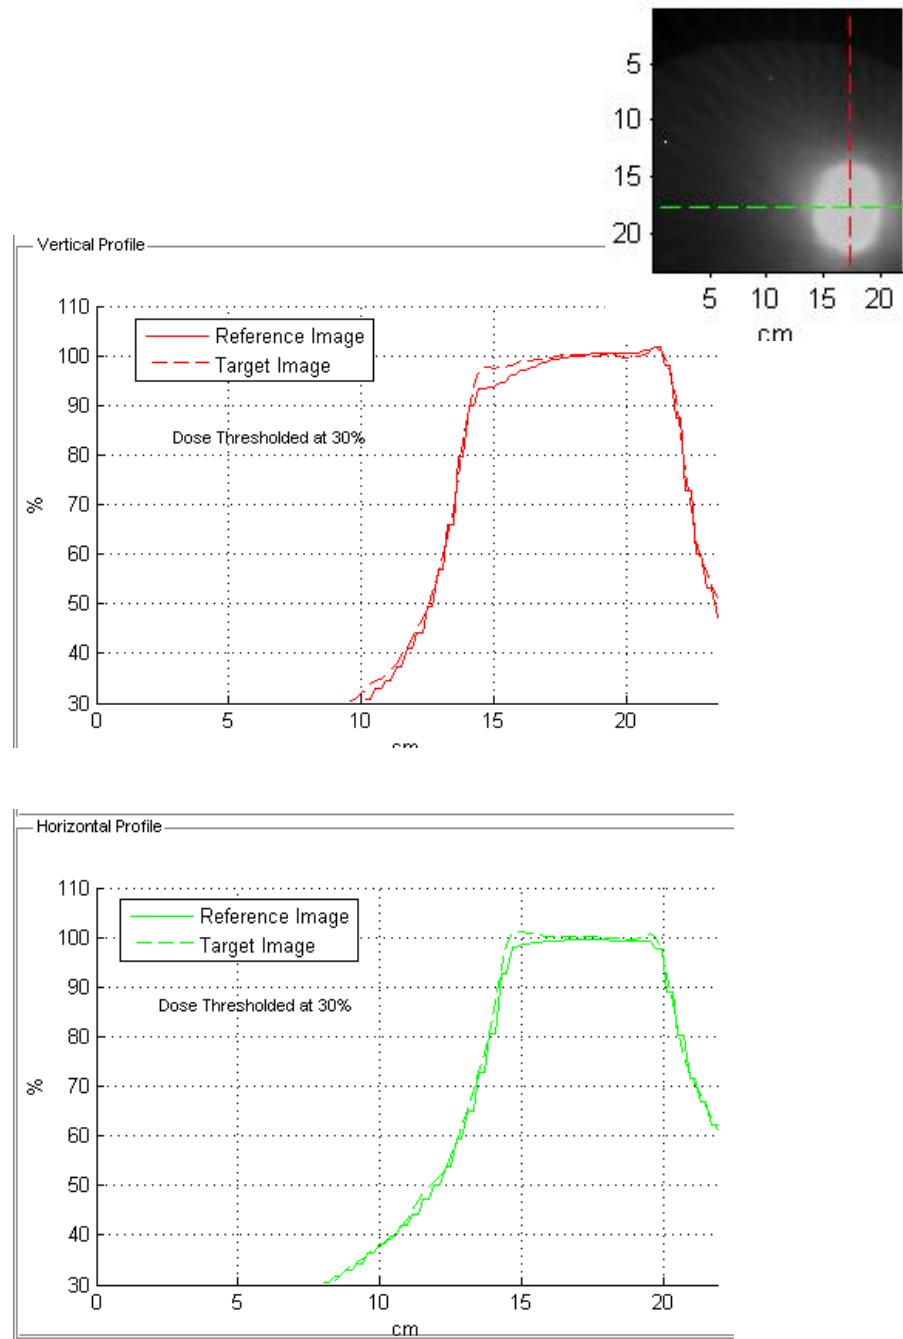 5
10
15
20
5 10 15 20
cm
Vertical Profile
110
100
90
80
70
60
50
40
30
%
Reference Image
Target Image
Dose Thresholded at 30%
0 5 10 15 20
cm
Horizontal Profile
110
100
90
80
70
60
50
40
30
%
Reference Image
Target Image
Dose Thresholded at 30%
0 5 10 15 20
cm